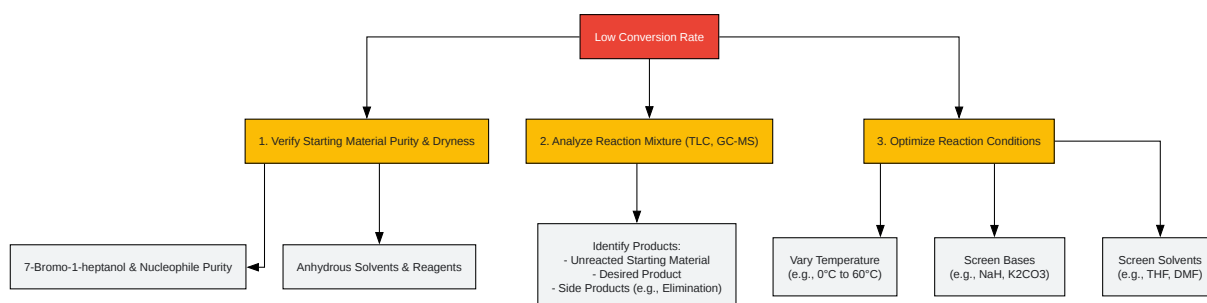 Low Conversion Rate
1. Verify Starting Material Purity & Dryness
2. Analyze Reaction Mixture (TLC, GC-MS)
3. Optimize Reaction Conditions
7-Bromo-1-heptanol & Nucleophile Purity
Anhydrous Solvents & Reagents
Identify Products:
- Unreacted Starting Material
- Desired Product
- Side Products (e.g., Elimination)
Vary Temperature
(e.g., 0°C to 60°C)
Screen Bases
(e.g., NaH, K2CO3)
Screen Solvents
(e.g., THF, DMF)